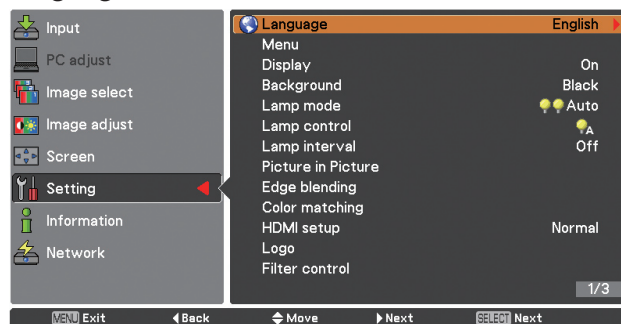 Input
PC adjust
Image select
Image adjust
Screen
Setting
Information
Network
Language English
Menu
Display On
Background Black
Lamp mode Auto
Lamp control A
Lamp interval Off
Picture in Picture
Edge blending
Color matching
HDMI setup Normal
Logo
Filter control
1/3
MENU Exit Back Move Next SELECT Next